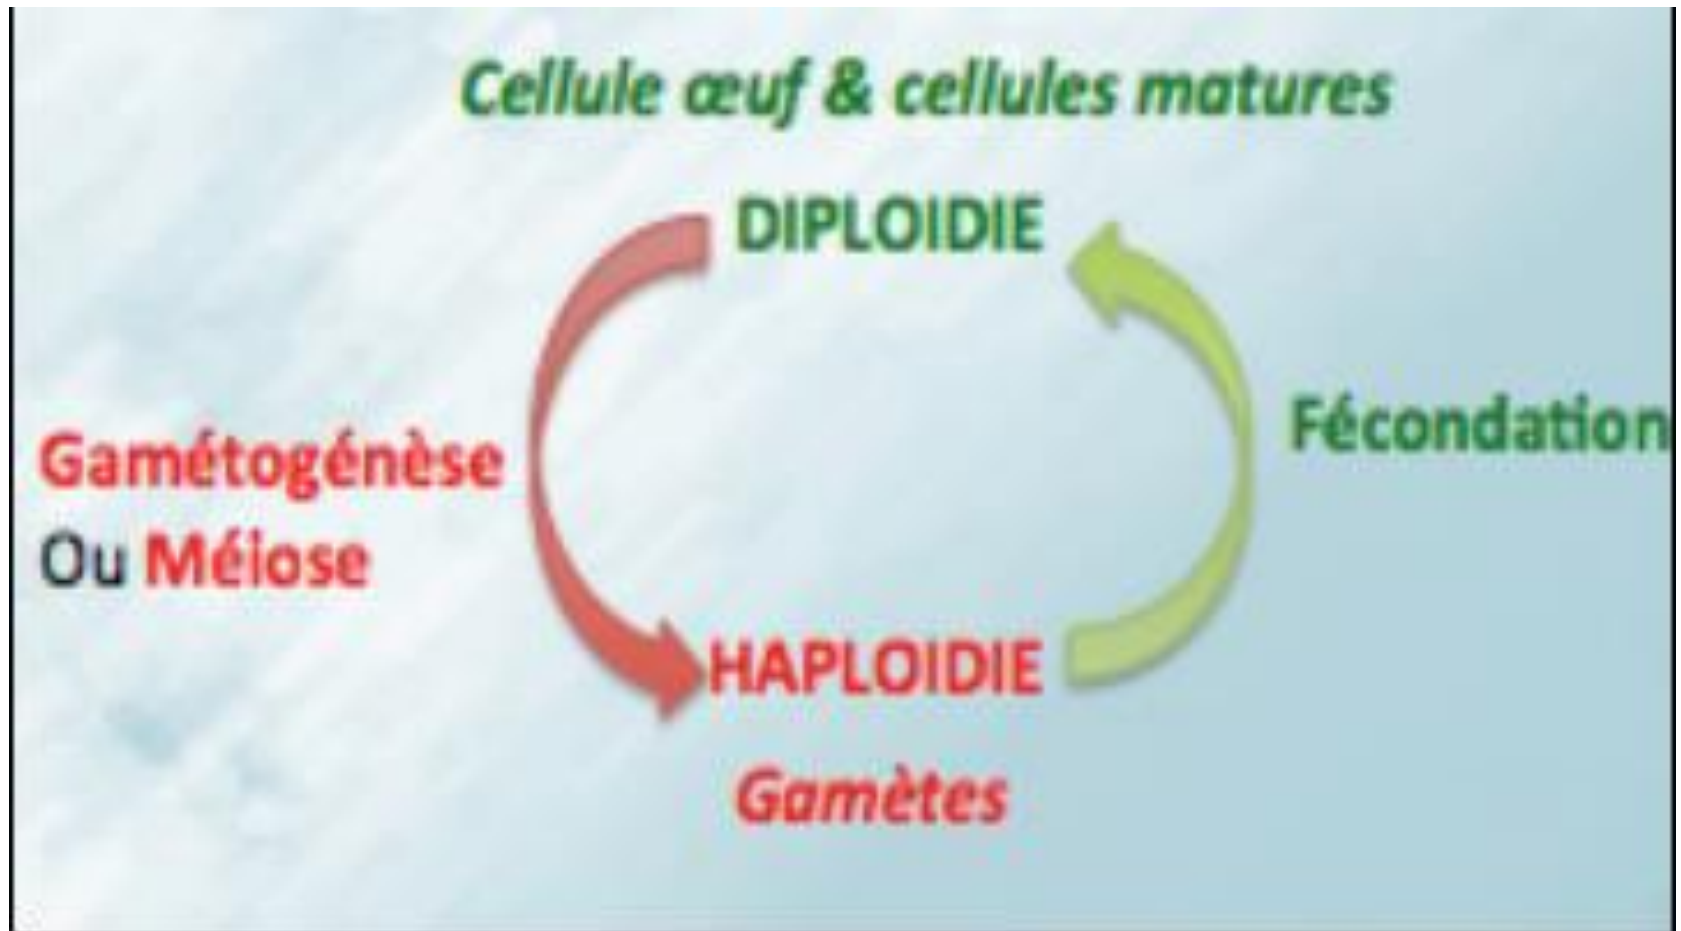 Cellule œuf & cellules matures
DIPLOIDIE
Fécondation
Gamétogénèse
Ou Méiose
HAPLOIDIE
Gamètes